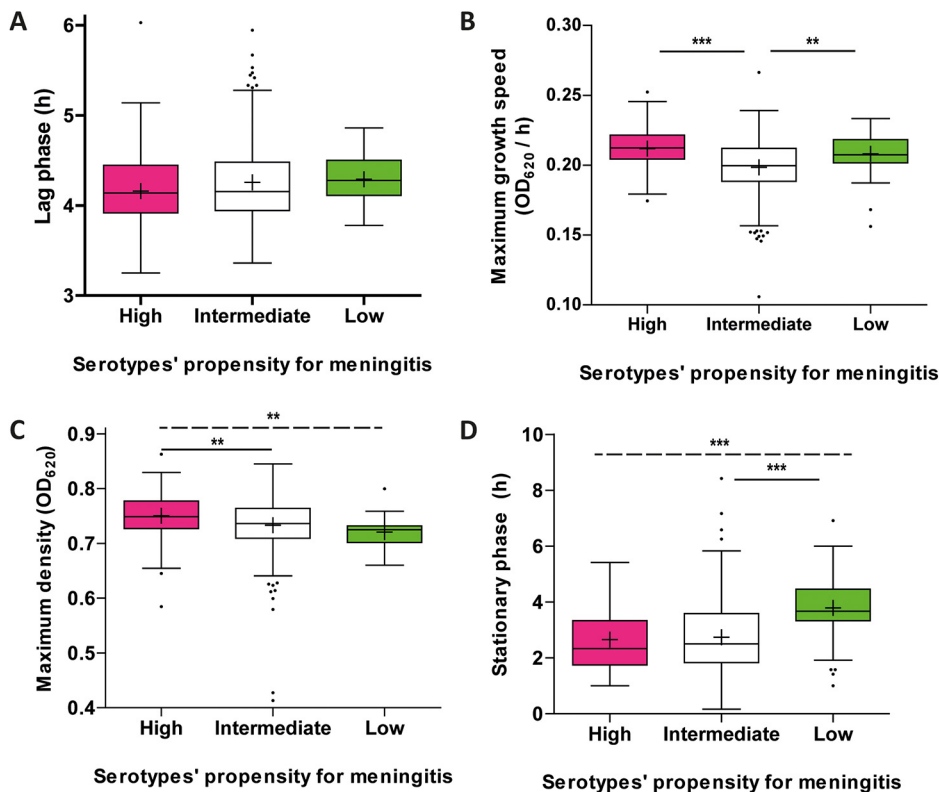 A
6
5
4
3
Lag phase (h)
High Intermediate Low
Serotypes' propensity for meningitis
B
0.30
0.25
0.20
0.15
0.10
Maximum growth speed
(OD620 / h)
*** **
High Intermediate Low
Serotypes' propensity for meningitis
C
0.9
0.8
0.7
0.6
0.5
0.4
Maximum density (OD620)
**
**
High Intermediate Low
Serotypes' propensity for meningitis
D
10
8
6
4
2
0
Stationary phase (h)
***
***
High Intermediate Low
Serotypes' propensity for meningitis